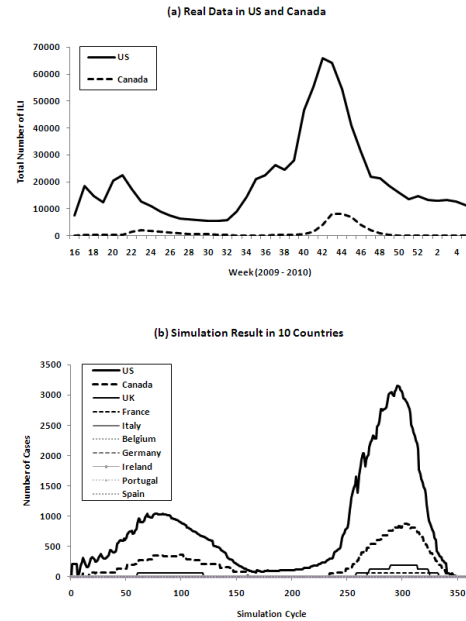 (a) Real Data in US and Canada
70000
60000
50000
40000
30000
20000
10000
0
Total Number of ILI
US
Canada
16 18 20 22 24 26 28 30 32 34 36 38 40 42 44 46 48 50 52 2 4
Week (2009 - 2010)
(b) Simulation Result in 10 Countries
3500
3000
2500
2000
1500
1000
500
0
Number of Cases
US
Canada
UK
France
Italy
Belgium
Germany
Ireland
Portugal
Spain
0 50 100 150 200 250 300 350
Simulation Cycle